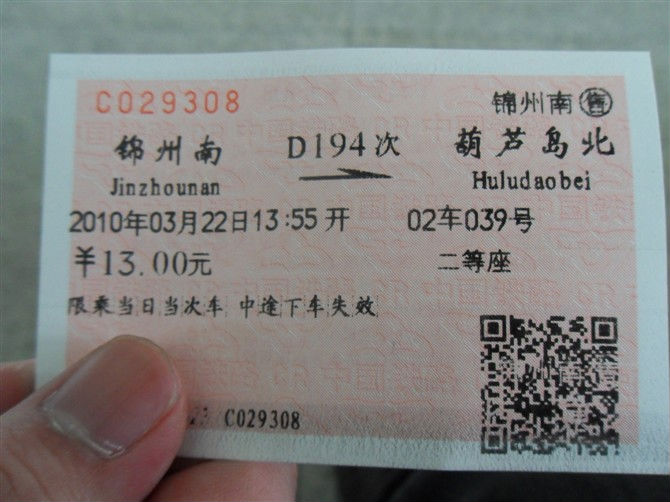 C029308
锦州南 售
锦州南 D194次 葫芦岛北
Jinzhounan Huludaobei
2010年03月22日13:55开 02车039号
¥13.00元 二等座
限乘当日当次车 中途下车失效
C029308